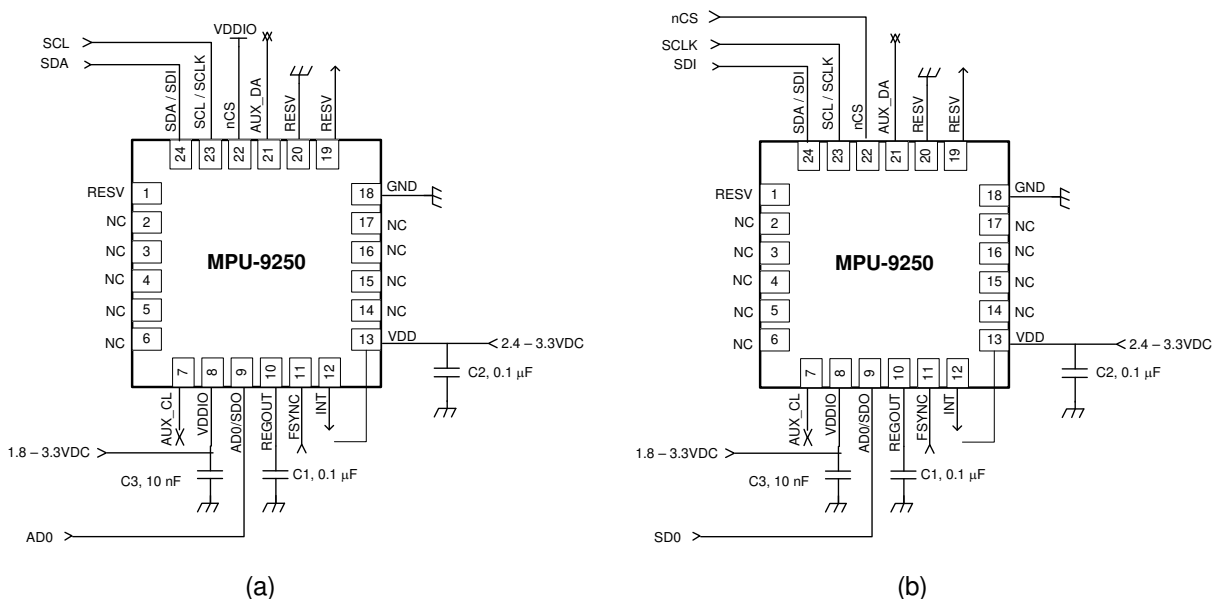 SCL
SDA
VDDIO
SDA / SDI
SCL / SCLK
nCS
AUX_DA
RESV
RESV
24
23
22
21
20
19
RESV
1
NC
2
NC
3
NC
4
NC
5
NC
6
MPU-9250
18
GND
17
NC
16
NC
15
NC
14
NC
13
VDD
2.4 – 3.3VDC
C2, 0.1 µF
7
8
9
10
11
12
AUX_CL
VDDIO
AD0/SDO
REGOUT
FSYNC
INT
1.8 – 3.3VDC
C3, 10 nF
C1, 0.1 µF
AD0
(a)
nCS
SCLK
SDI
SDA / SDI
SCL / SCLK
nCS
AUX_DA
RESV
RESV
24
23
22
21
20
19
RESV
1
NC
2
NC
3
NC
4
NC
5
NC
6
MPU-9250
18
GND
17
NC
16
NC
15
NC
14
NC
13
VDD
2.4 – 3.3VDC
C2, 0.1 µF
7
8
9
10
11
12
AUX_CL
VDDIO
AD0/SDO
REGOUT
FSYNC
INT
1.8 – 3.3VDC
C3, 10 nF
C1, 0.1 µF
SD0
(b)